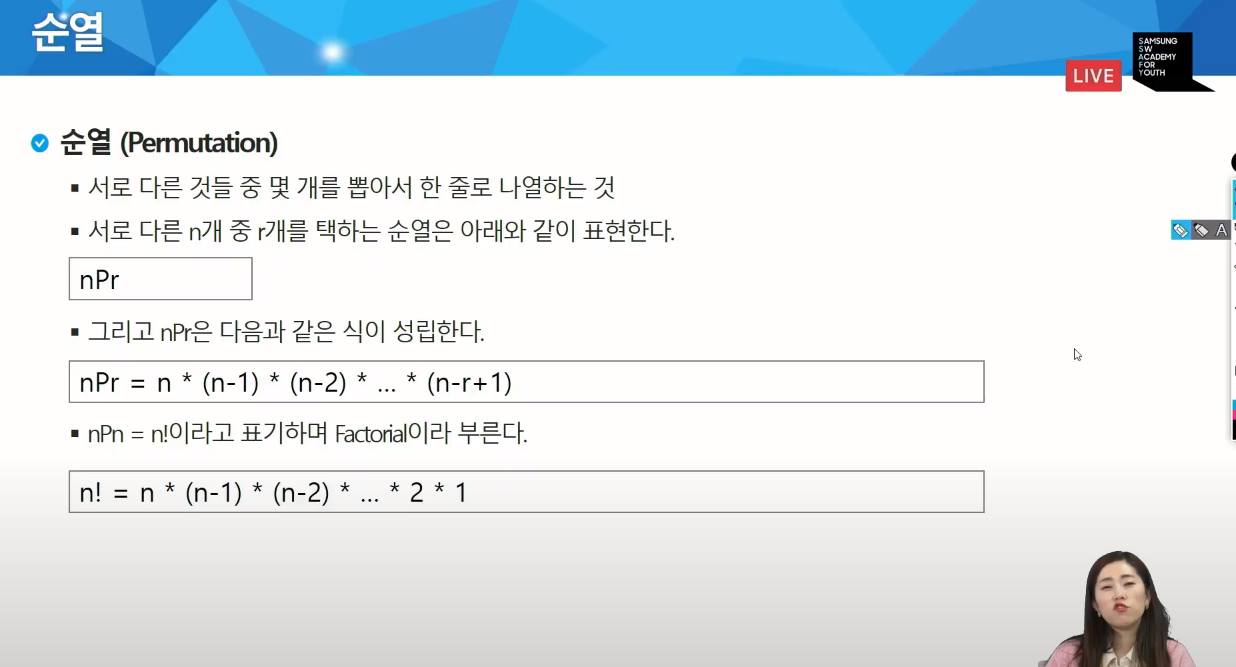 순열
SAMSUNG
SW
ACADEMY
FOR
YOUTH
LIVE
순열 (Permutation)
▪ 서로 다른 것들 중 몇 개를 뽑아서 한 줄로 나열하는 것
▪ 서로 다른 n개 중 r개를 택하는 순열은 아래와 같이 표현한다.
A
nPr
▪ 그리고 nPr은 다음과 같은 식이 성립한다.
nPr = n * (n-1) * (n-2) * ... * (n-r+1)
▪ nPn = n!이라고 표기하며 Factorial이라 부른다.
n! = n * (n-1) * (n-2) * ... * 2 * 1